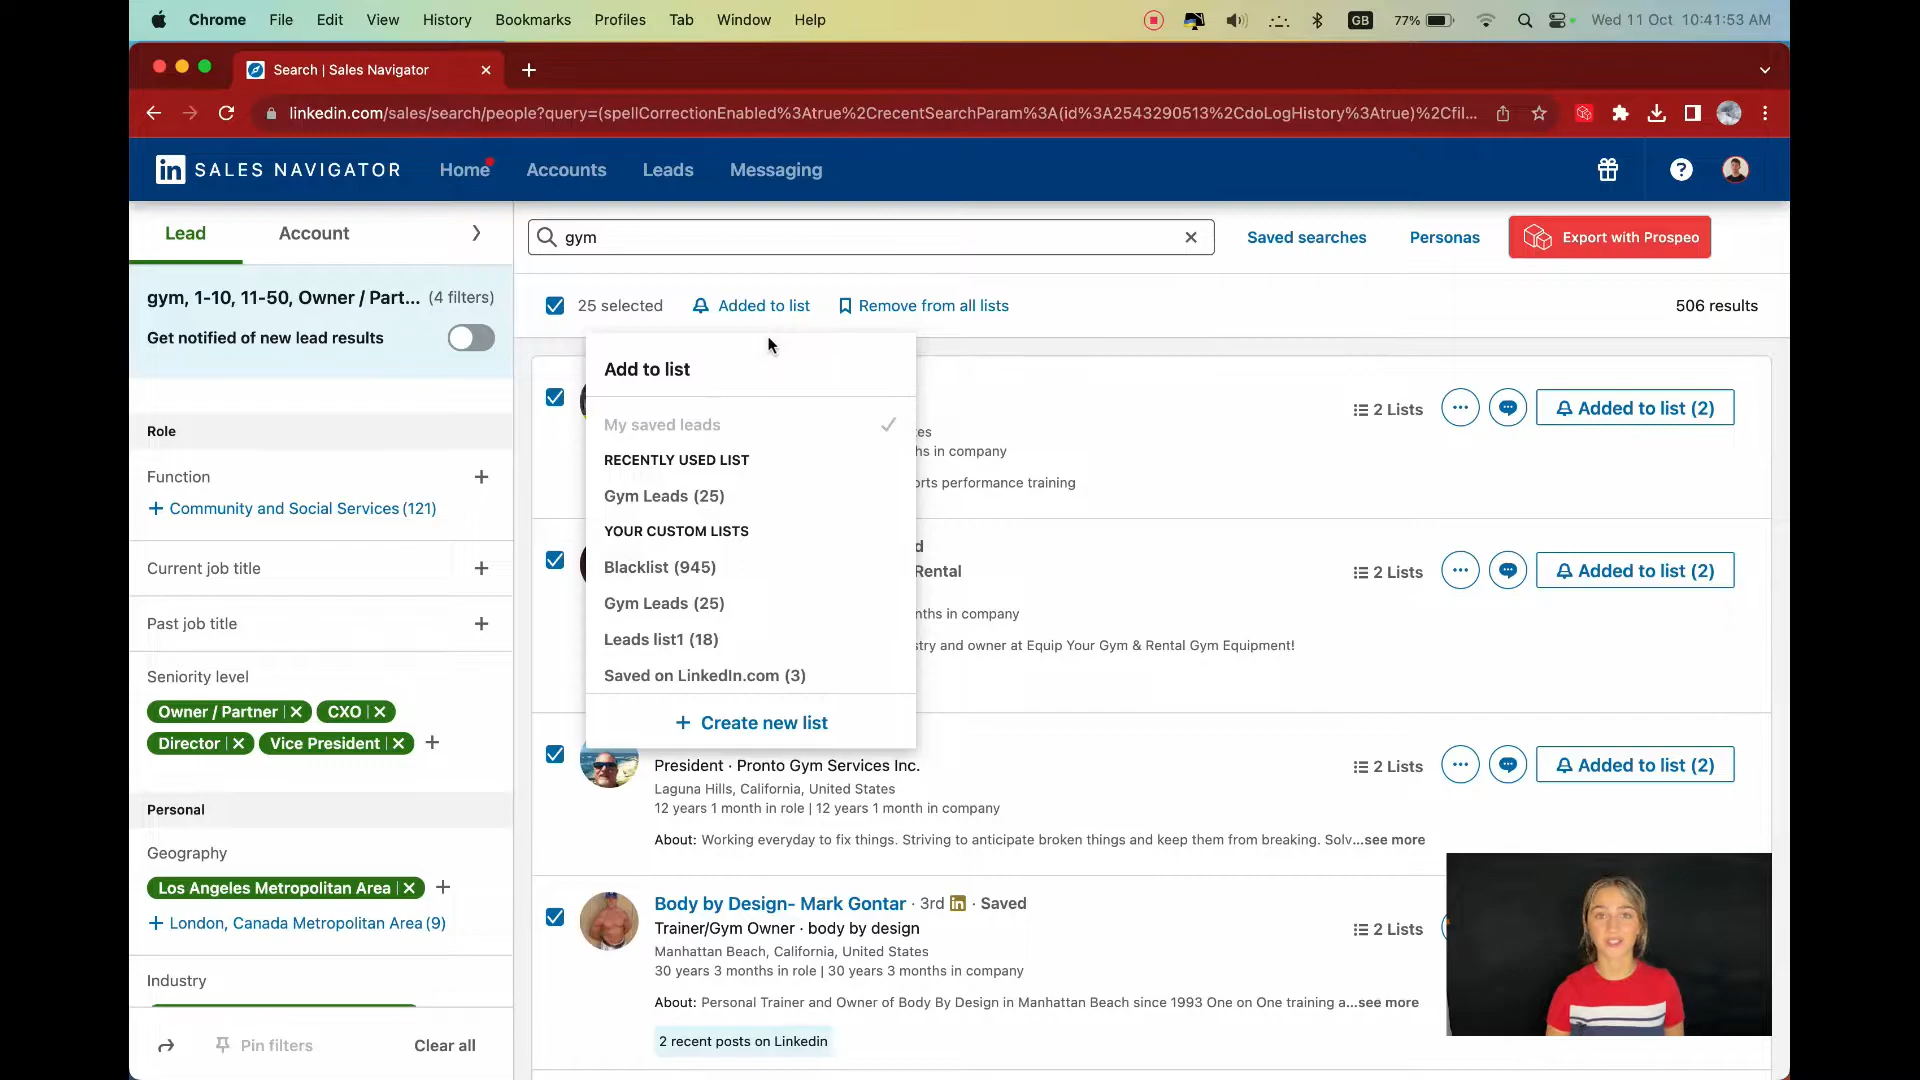 Chrome File Edit View History Bookmarks Profiles Tab Window Help
GB 77% Wed 11 Oct 10:41:53 AM
Search | Sales Navigator
linkedin.com/sales/search/people?query=(spellCorrectionEnabled%3Atrue%2CrecentSearchParam%3A(id%3A2543290513%2CdoLogHistory%3Atrue)%2Cfil...
in SALES NAVIGATOR Home Accounts Leads Messaging
Lead Account
gym
Saved searches Personas Export with Prospeo
gym, 1-10, 11-50, Owner / Part... (4 filters)
Get notified of new lead results
25 selected Added to list Remove from all lists 506 results
Role
Function
+ Community and Social Services (121)
Current job title
Past job title
Seniority level
Owner / Partner
CXO
Director
Vice President
Personal
Geography
Los Angeles Metropolitan Area
+ London, Canada Metropolitan Area (9)
Industry
Pin filters Clear all
Add to list
My saved leads
RECENTLY USED LIST
Gym Leads (25)
YOUR CUSTOM LISTS
Blacklist (945)
Gym Leads (25)
Leads list1 (18)
Saved on LinkedIn.com (3)
+ Create new list
2 Lists Added to list (2)
tes
hs in company
orts performance training
d
Rental
2 Lists Added to list (2)
nths in company
stry and owner at Equip Your Gym & Rental Gym Equipment!
President · Pronto Gym Services Inc.
2 Lists Added to list (2)
Laguna Hills, California, United States
12 years 1 month in role | 12 years 1 month in company
About: Working everyday to fix things. Striving to anticipate broken things and keep them from breaking. Solv...see more
Body by Design- Mark Gontar · 3rd in · Saved
Trainer/Gym Owner · body by design
2 Lists
Manhattan Beach, California, United States
30 years 3 months in role | 30 years 3 months in company
About: Personal Trainer and Owner of Body By Design in Manhattan Beach since 1993 One on One training a...see more
2 recent posts on Linkedin